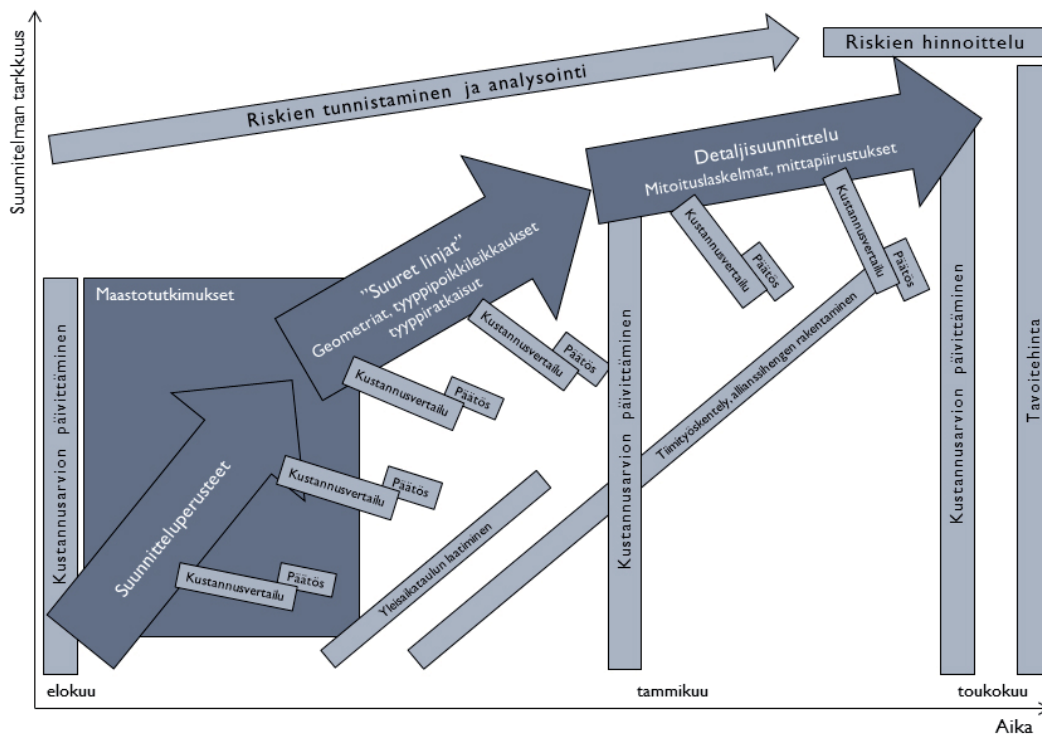 Suunnitelman tarkkuus
Riskien tunnistaminen ja analysointi
Riskien hinnoittelu
Detaljisuunnittelu
Mitoituslaskelmat, mittapiirustukset
Kustannusvertailu
Päätös
Kustannusvertailu
Päätös
"Suuret linjat"
Geometriat, tyyppipoikkileikkaukset
tyyppiratkaisut
Maastotutkimukset
Kustannusvertailu
Päätös
Kustannusvertailu
Päätös
Kustannusvertailu
Päätös
Kustannusvertailu
Päätös
Suunnitteluperusteet
Yleisaikataulun laatiminen
Tiimityöskentely, allianssihengen rakentaminen
Kustannusarvion päivittäminen
Kustannusarvion päivittäminen
Kustannusarvion päivittäminen
Tavoitehinta
elokuu
tammikuu
toukokuu
Aika